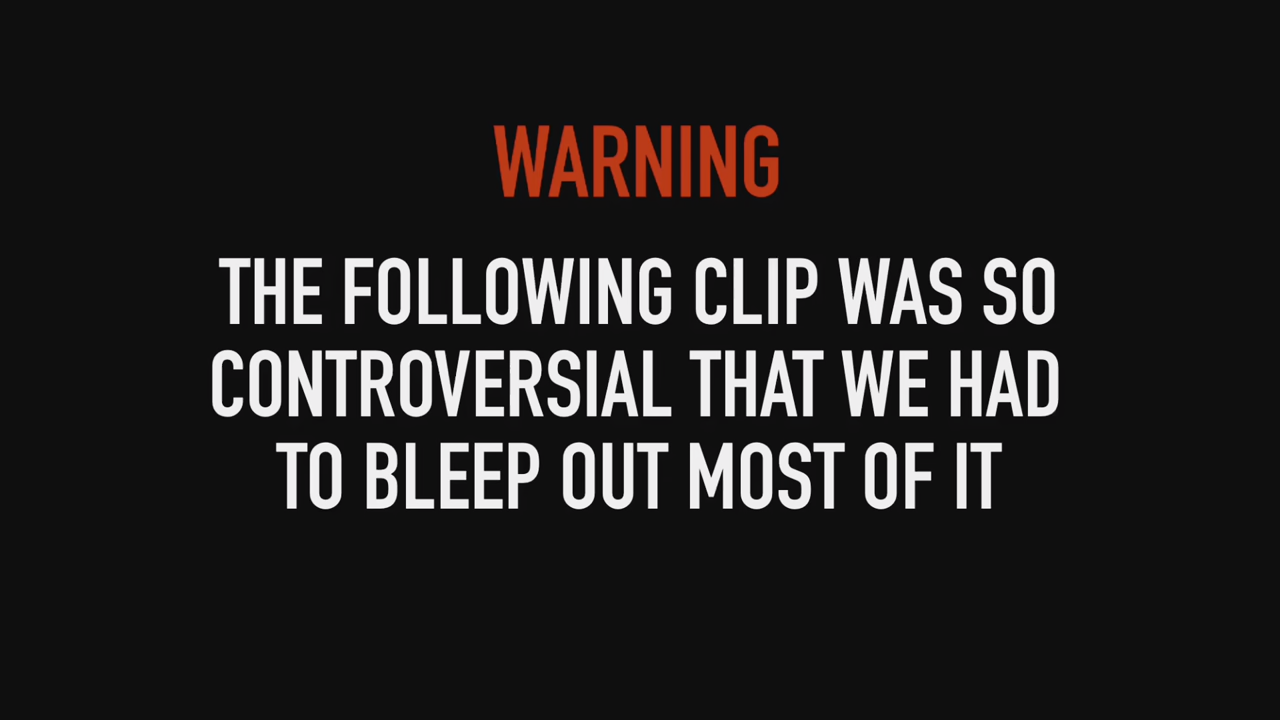 WARNING
THE FOLLOWING CLIP WAS SO
CONTROVERSIAL THAT WE HAD
TO BLEEP OUT MOST OF IT